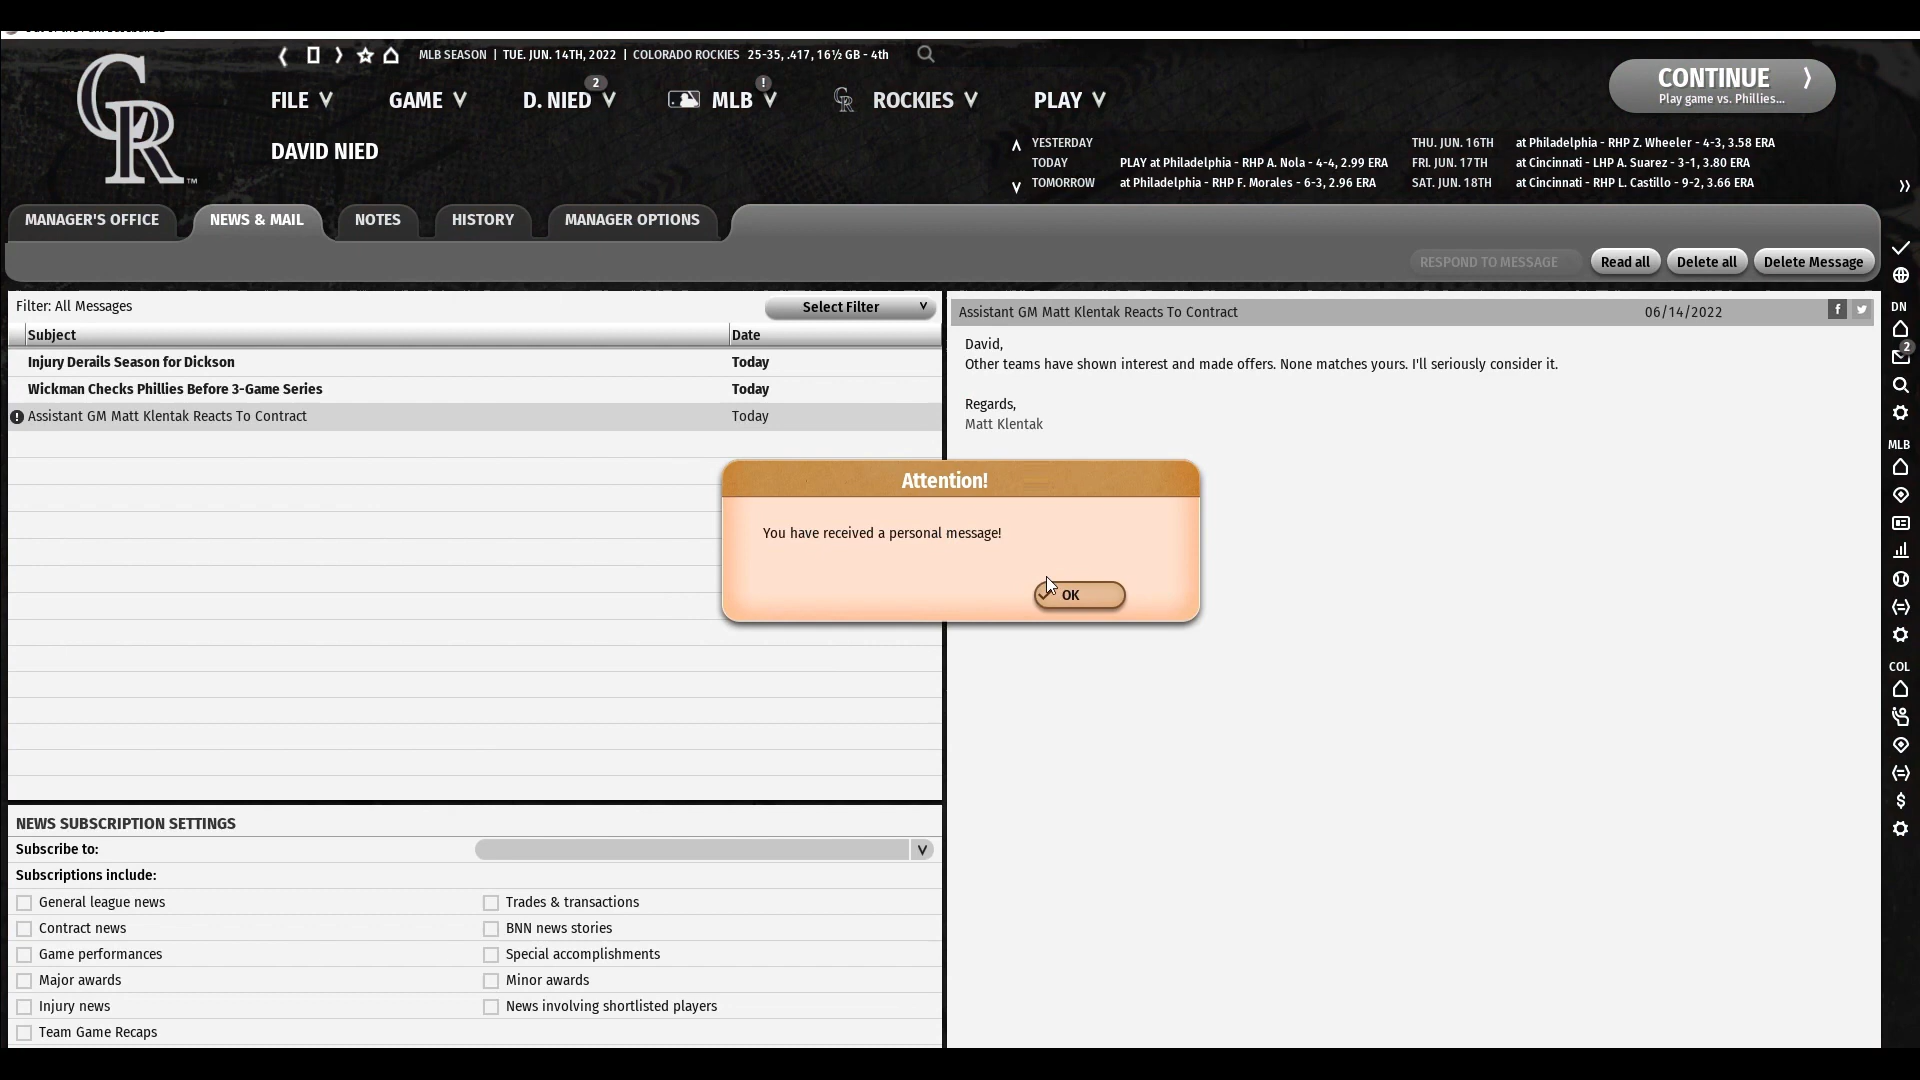 MLB SEASON | TUE. JUN. 14TH, 2022 | COLORADO ROCKIES 25-35, .417, 16½ GB - 4th
CONTINUE
Play game vs. Phillies...
FILE GAME D. NIED 2 MLB ! ROCKIES PLAY
DAVID NIED
YESTERDAY
TODAY PLAY at Philadelphia - RHP A. Nola - 4-4, 2.99 ERA
TOMORROW at Philadelphia - RHP F. Morales - 6-3, 2.96 ERA
THU. JUN. 16TH at Philadelphia - RHP Z. Wheeler - 4-3, 3.58 ERA
FRI. JUN. 17TH at Cincinnati - LHP A. Suarez - 3-1, 3.80 ERA
SAT. JUN. 18TH at Cincinnati - RHP L. Castillo - 9-2, 3.66 ERA
CR TM
MANAGER'S OFFICE NEWS & MAIL NOTES HISTORY MANAGER OPTIONS
RESPOND TO MESSAGE Read all Delete all Delete Message
Filter: All Messages Select Filter
Subject Date
Injury Derails Season for Dickson Today
Wickman Checks Phillies Before 3-Game Series Today
Assistant GM Matt Klentak Reacts To Contract Today
Assistant GM Matt Klentak Reacts To Contract 06/14/2022
David,
Other teams have shown interest and made offers. None matches yours. I'll seriously consider it.
Regards,
Matt Klentak
Attention!
You have received a personal message!
OK
NEWS SUBSCRIPTION SETTINGS
Subscribe to:
Subscriptions include:
General league news Trades & transactions
Contract news BNN news stories
Game performances Special accomplishments
Major awards Minor awards
Injury news News involving shortlisted players
Team Game Recaps
DN
2
MLB
COL